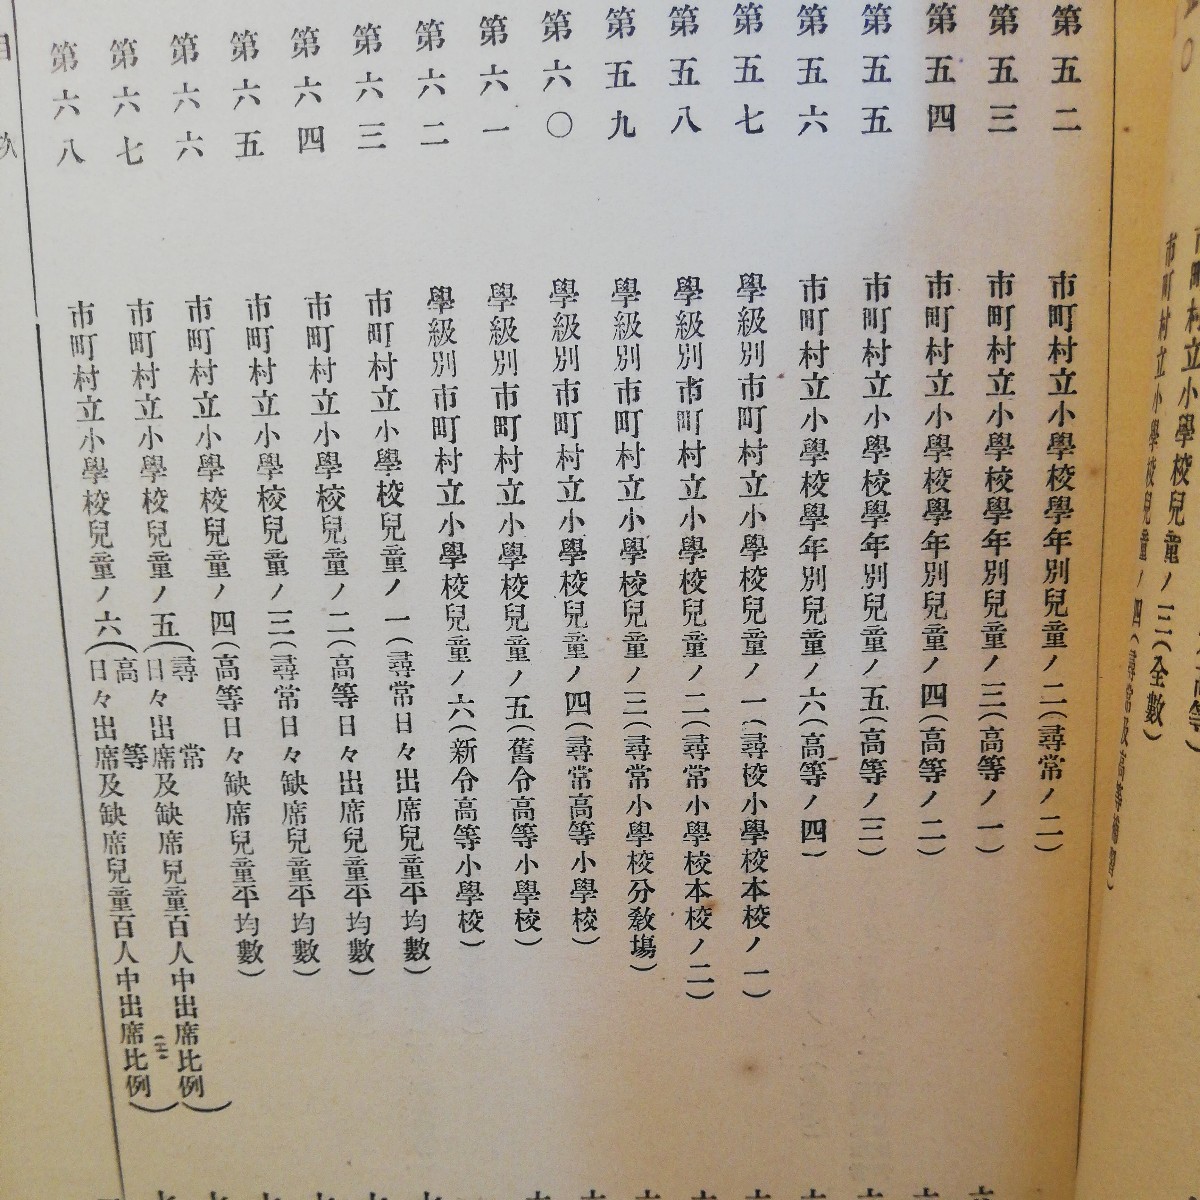 市町村立小學校兒童ノ三(全數)
市町村立小學校兒童ノ四(尋常及高等補習)
第五二 市町村立小學校學年別兒童ノ二(尋常ノ二)
第五三 市町村立小學校學年別兒童ノ三(高等ノ一)
第五四 市町村立小學校學年別兒童ノ四(高等ノ二)
第五五 市町村立小學校學年別兒童ノ五(高等ノ三)
第五六 市町村立小學校學年別兒童ノ六(高等ノ四)
第五七 學級別市町村立小學校兒童ノ一(尋校小學校本校ノ一)
第五八 學級別市町村立小學校兒童ノ二(尋常小學校本校ノ二)
第五九 學級別市町村立小學校兒童ノ三(尋常小學校分敎場)
第六〇 學級別市町村立小學校兒童ノ四(尋常高等小學校)
第六一 學級別市町村立小學校兒童ノ五(舊令高等小學校)
第六二 學級別市町村立小學校兒童ノ六(新令高等小學校)
第六三 市町村立小學校兒童ノ一(尋常日々出席兒童平均數)
第六四 市町村立小學校兒童ノ二(高等日々出席兒童平均數)
第六五 市町村立小學校兒童ノ三(尋常日々缺席兒童平均數)
第六六 市町村立小學校兒童ノ四(高等日々缺席兒童平均數)
第六七 市町村立小學校兒童ノ五(尋常日々出席及缺席兒童百人中出席比例)
第六八 市町村立小學校兒童ノ六(高等日々出席及缺席兒童百人中出席比例)
目次
三